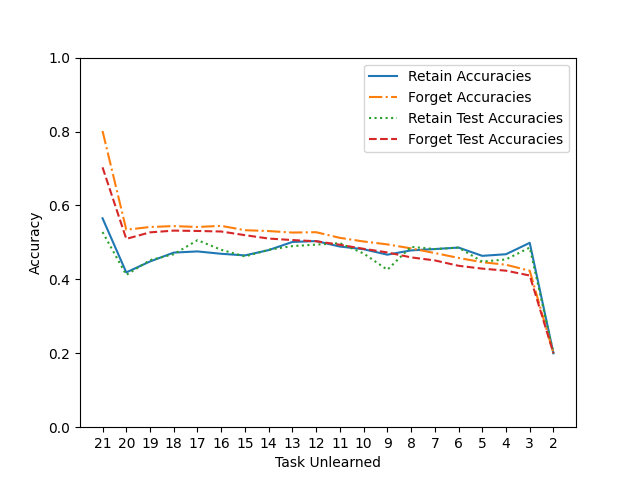 Retain Accuracies
Forget Accuracies
Retain Test Accuracies
Forget Test Accuracies
Accuracy
1.0
0.8
0.6
0.4
0.2
0.0
21 20 19 18 17 16 15 14 13 12 11 10 9 8 7 6 5 4 3 2
Task Unlearned